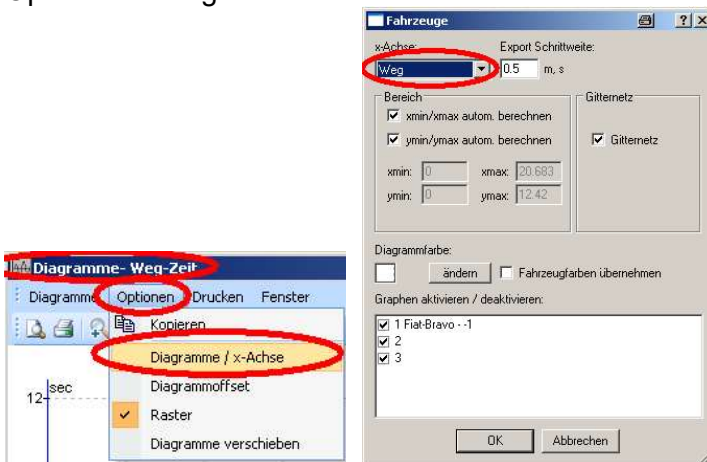 Fahrzeuge
x-Achse: Export Schrittweite:
Weg 0.5 m, s
Bereich Gitternetz
xmin/xmax autom. berechnen
ymin/ymax autom. berechnen Gitternetz
xmin: 0 xmax: 20.683
ymin: 0 ymax: 12.42
Diagrammfarbe:
ändern Fahrzeugfarben übernehmen
Graphen aktivieren / deaktivieren:
1 Fiat-Bravo - -1
2
3
OK Abbrechen
Diagramme- Weg-Zeit
Diagramme Optionen Drucken Fenster
Kopieren
Diagramme / x-Achse
Diagrammoffset
Raster
Diagramme verschieben
sec
12